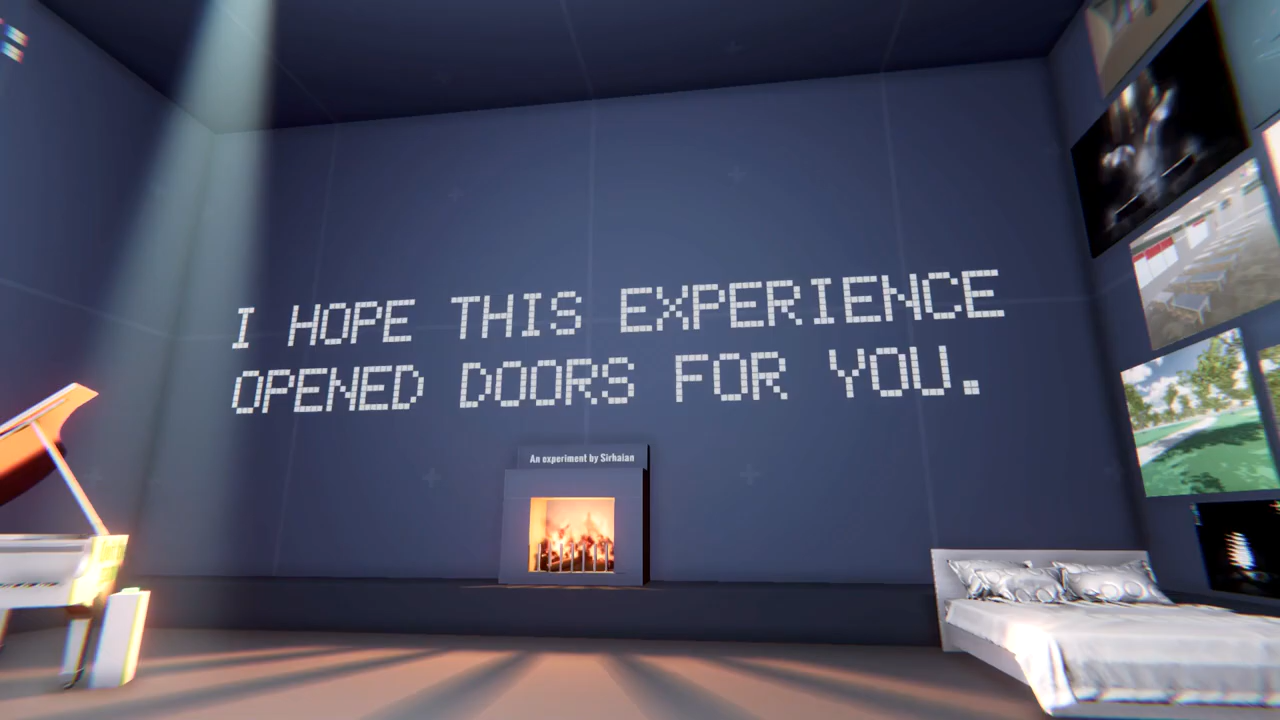 I HOPE THIS EXPERIENCE
OPENED DOORS FOR YOU.
An experiment by Sirhaian